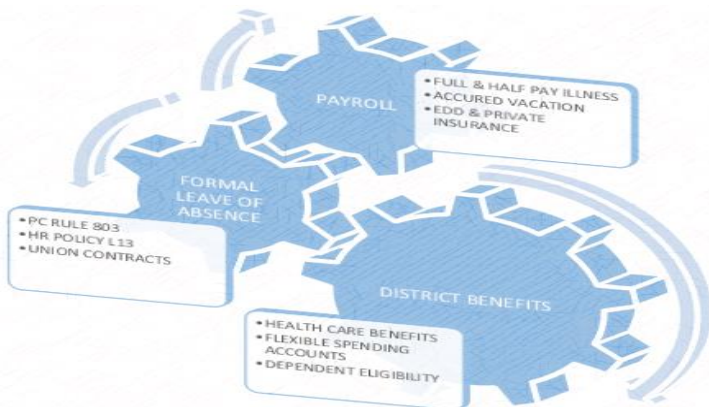 PAYROLL
• FULL & HALF PAY ILLNESS
• ACCURED VACATION
• EDD & PRIVATE
INSURANCE
FORMAL
LEAVE OF
ABSENCE
• PC RULE 803
• HR POLICY L13
• UNION CONTRACTS
DISTRICT BENEFITS
• HEALTH CARE BENEFITS
• FLEXIBLE SPENDING
ACCOUNTS
• DEPENDENT ELIGIBILITY